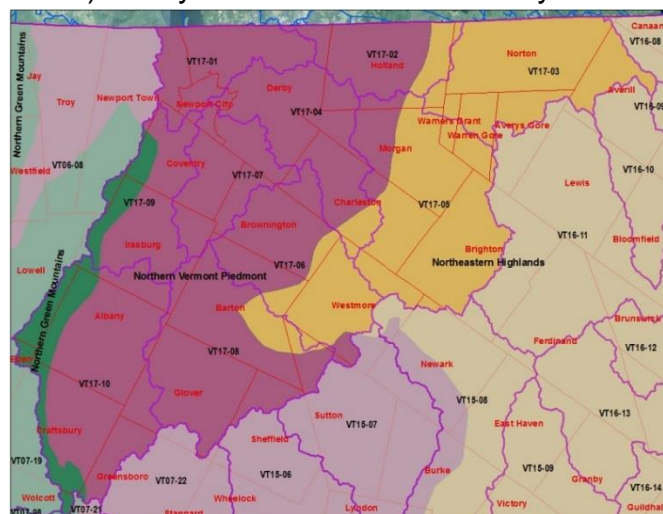 Canaan
VT16-08
VT17-02
Holland
Norton
VT17-03
VT17-01
Jay
Troy
Newport Town
Derby
Averill
VT16-09
Newport City
VT17-04
Warners Grant
Warren Gore
Averys Gore
Northern Green Mountains
Morgan
Westfield
VT06-08
Coventry
VT17-07
Lewis
VT16-10
VT17-09
Charleston
VT17-05
Brownington
VT16-11
Bloomfield
Irasburg
Brighton
Northeastern Highlands
Lowell
VT17-06
Northern Vermont Piedmont
Westmore
Barton
Albany
Brunswick
Ferdinand
VT16-12
Northern Green Mountains
VT17-08
Eden
Newark
VT17-10
Glover
VT15-08
Sutton
VT15-07
VT16-13
Craftsbury
East Haven
Sheffield
VT07-19
Greensboro
VT07-22
VT15-06
Burke
VT15-09
Granby
VT16-14
Wolcott
VT07-21
Wheelock
Lyndon
Victory
Guildhall